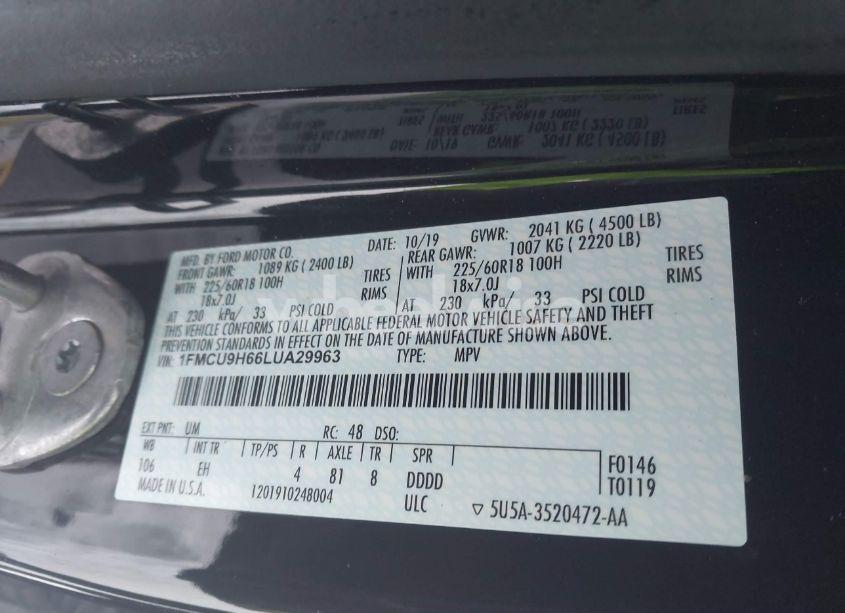 MFD. BY FORD MOTOR CO. DATE: 10/19 GVWR: 2041 KG ( 4500 LB)
FRONT GAWR: 1089 KG ( 2400 LB) REAR GAWR: 1007 KG ( 2220 LB)
WITH 225/60R18 100H TIRES WITH 225/60R18 100H TIRES
18x7.0J RIMS 18x7.0J RIMS
AT 230 kPa/ 33 PSI COLD AT 230 kPa/ 33 PSI COLD
THIS VEHICLE CONFORMS TO ALL APPLICABLE FEDERAL MOTOR VEHICLE SAFETY AND THEFT
PREVENTION STANDARDS IN EFFECT ON THE DATE OF MANUFACTURE SHOWN ABOVE.
VIN: 1FMCU9H66LUA29963 TYPE: MPV
EXT PNT: UM RC: 48 DSO:
WB INT TR TP/PS R AXLE TR SPR
106 EH 4 81 8 DDDD F0146
MADE IN U.S.A. 1201910248004 ULC T0119
▽ 5U5A-3520472-AA